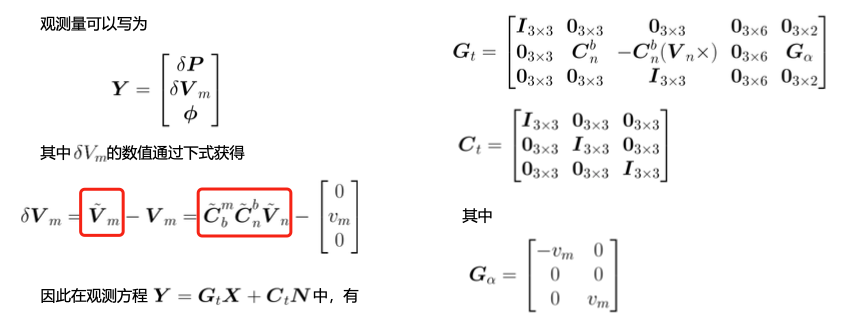 观测量可以写为
$\boldsymbol{Y} = \begin{bmatrix} \delta \boldsymbol{P} \\ \delta \boldsymbol{V}_m \\ \boldsymbol{\phi} \end{bmatrix}$
其中 $\delta V_m$的数值通过下式获得
$\delta \boldsymbol{V}_m = \tilde{\boldsymbol{V}}_m - \boldsymbol{V}_m = \tilde{\boldsymbol{C}}_b^m \tilde{\boldsymbol{C}}_n^b \tilde{\boldsymbol{V}}_n - \begin{bmatrix} 0 \\ v_m \\ 0 \end{bmatrix}$
因此在观测方程 $\boldsymbol{Y} = \boldsymbol{G}_t \boldsymbol{X} + \boldsymbol{C}_t \boldsymbol{N}$ 中，有
$\boldsymbol{G}_t = \begin{bmatrix} \boldsymbol{I}_{3\times3} & \boldsymbol{0}_{3\times3} & \boldsymbol{0}_{3\times3} & \boldsymbol{0}_{3\times6} & \boldsymbol{0}_{3\times2} \\ \boldsymbol{0}_{3\times3} & \boldsymbol{C}_n^b & -\boldsymbol{C}_n^b(\boldsymbol{V}_n\times) & \boldsymbol{0}_{3\times6} & \boldsymbol{G}_\alpha \\ \boldsymbol{0}_{3\times3} & \boldsymbol{0}_{3\times3} & \boldsymbol{I}_{3\times3} & \boldsymbol{0}_{3\times6} & \boldsymbol{0}_{3\times2} \end{bmatrix}$
$\boldsymbol{C}_t = \begin{bmatrix} \boldsymbol{I}_{3\times3} & \boldsymbol{0}_{3\times3} & \boldsymbol{0}_{3\times3} \\ \boldsymbol{0}_{3\times3} & \boldsymbol{I}_{3\times3} & \boldsymbol{0}_{3\times3} \\ \boldsymbol{0}_{3\times3} & \boldsymbol{0}_{3\times3} & \boldsymbol{I}_{3\times3} \end{bmatrix}$
其中
$\boldsymbol{G}_\alpha = \begin{bmatrix} -v_m & 0 \\ 0 & 0 \\ 0 & v_m \end{bmatrix}$